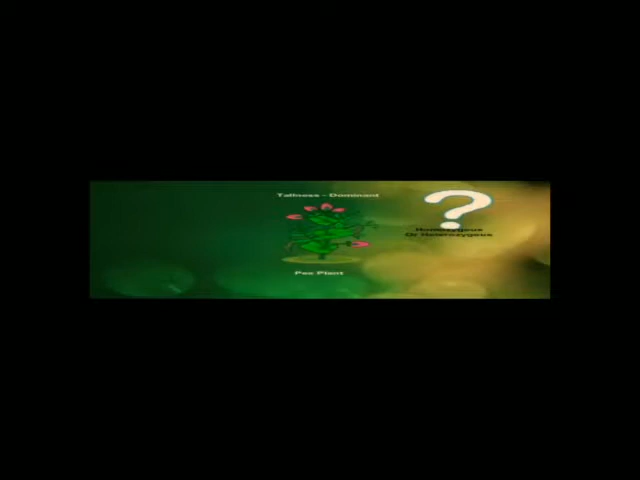 Tallness - Dominant
?
Homozygous
Or Heterozygous
Pea Plant